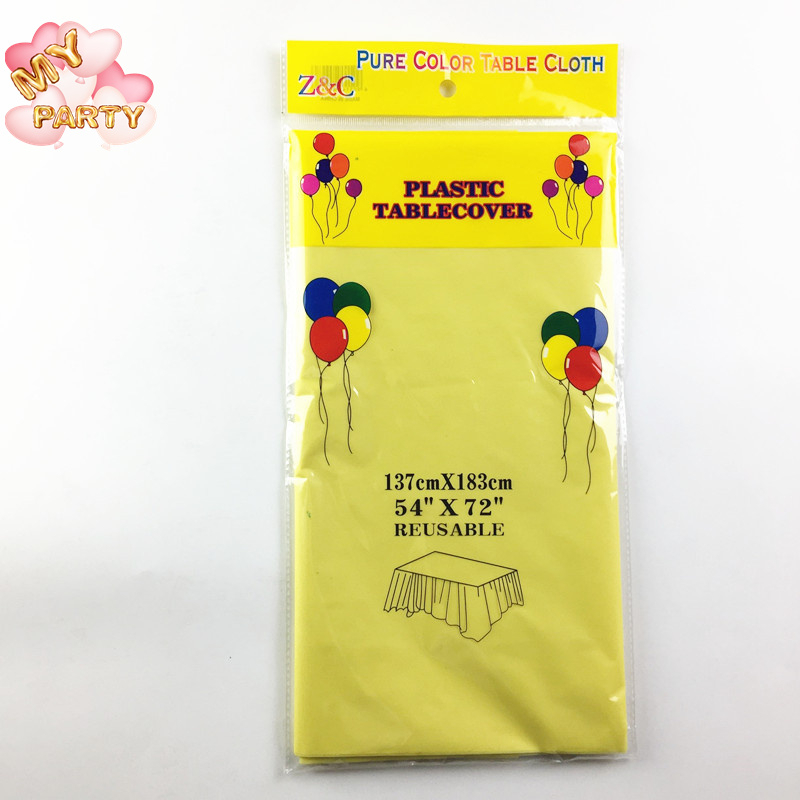 MY
PARTY
PURE COLOR TABLE CLOTH
Z&C
PLASTIC
TABLECOVER
137cmX183cm
54" X 72"
REUSABLE